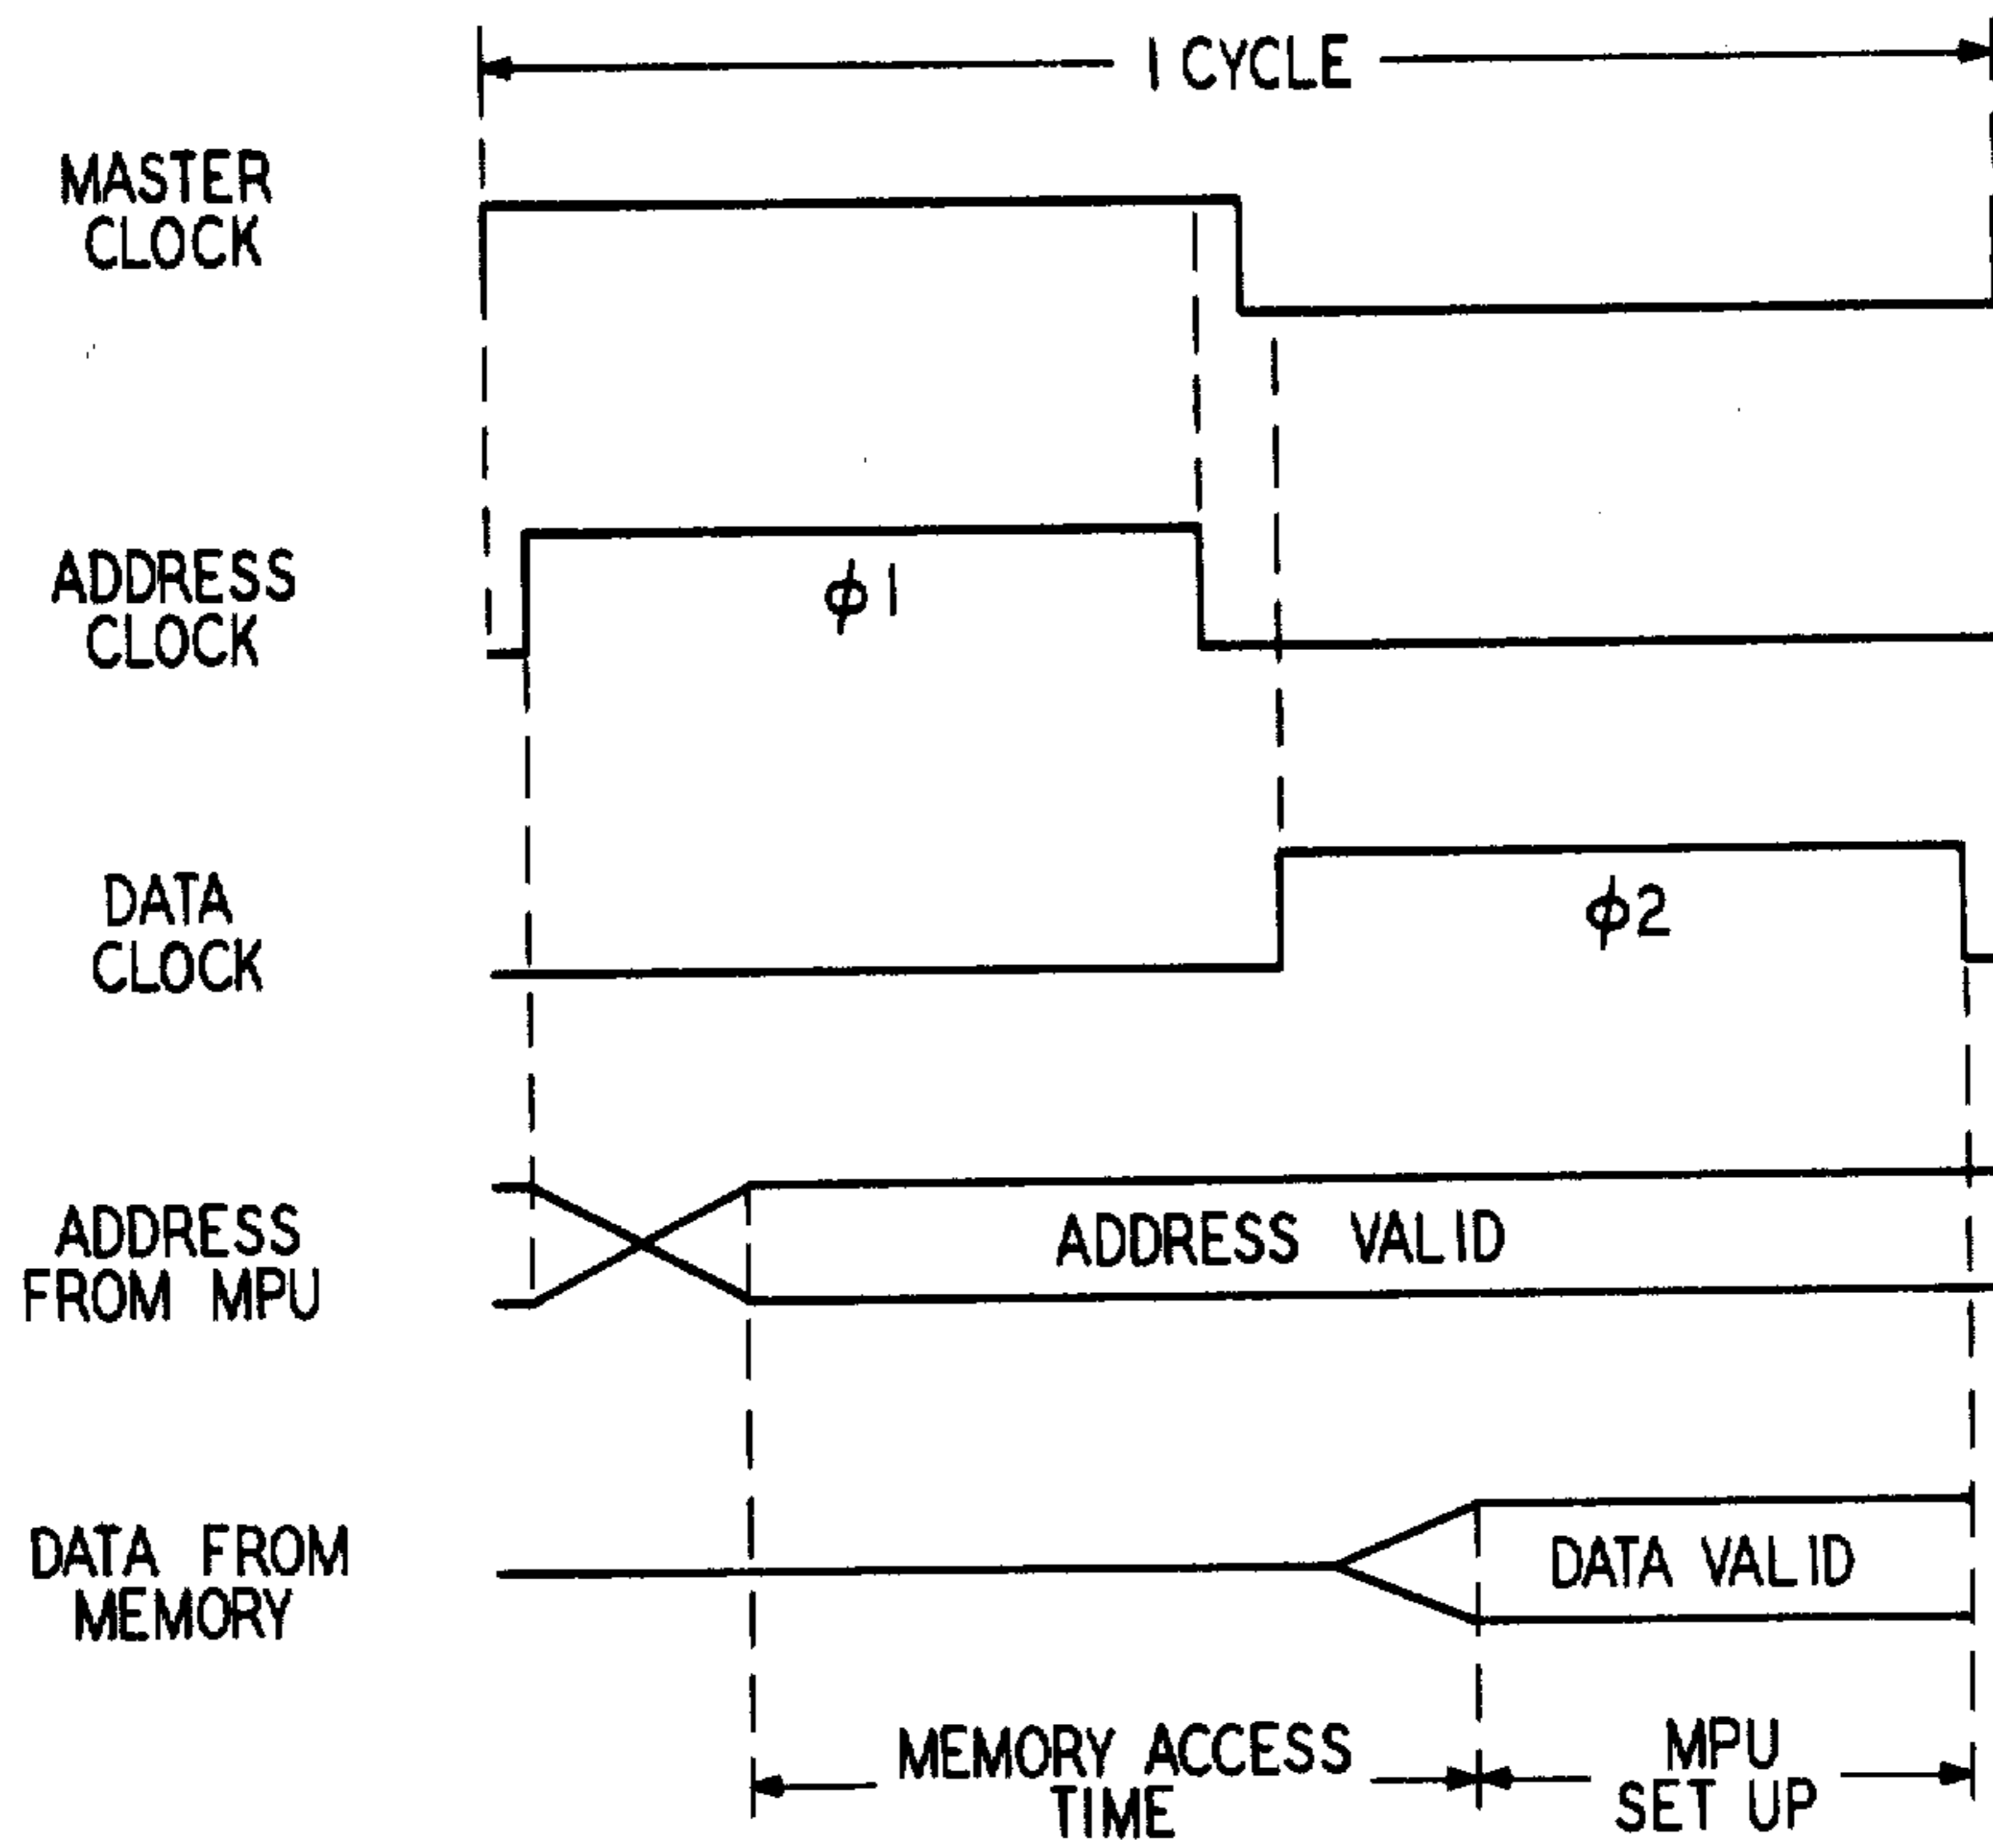 1 CYCLE
MASTER
CLOCK
ADDRESS
CLOCK
ϕ1
DATA
CLOCK
ϕ2
ADDRESS
FROM MPU
ADDRESS VALID
DATA FROM
MEMORY
DATA VALID
MEMORY ACCESS
TIME
MPU
SET UP